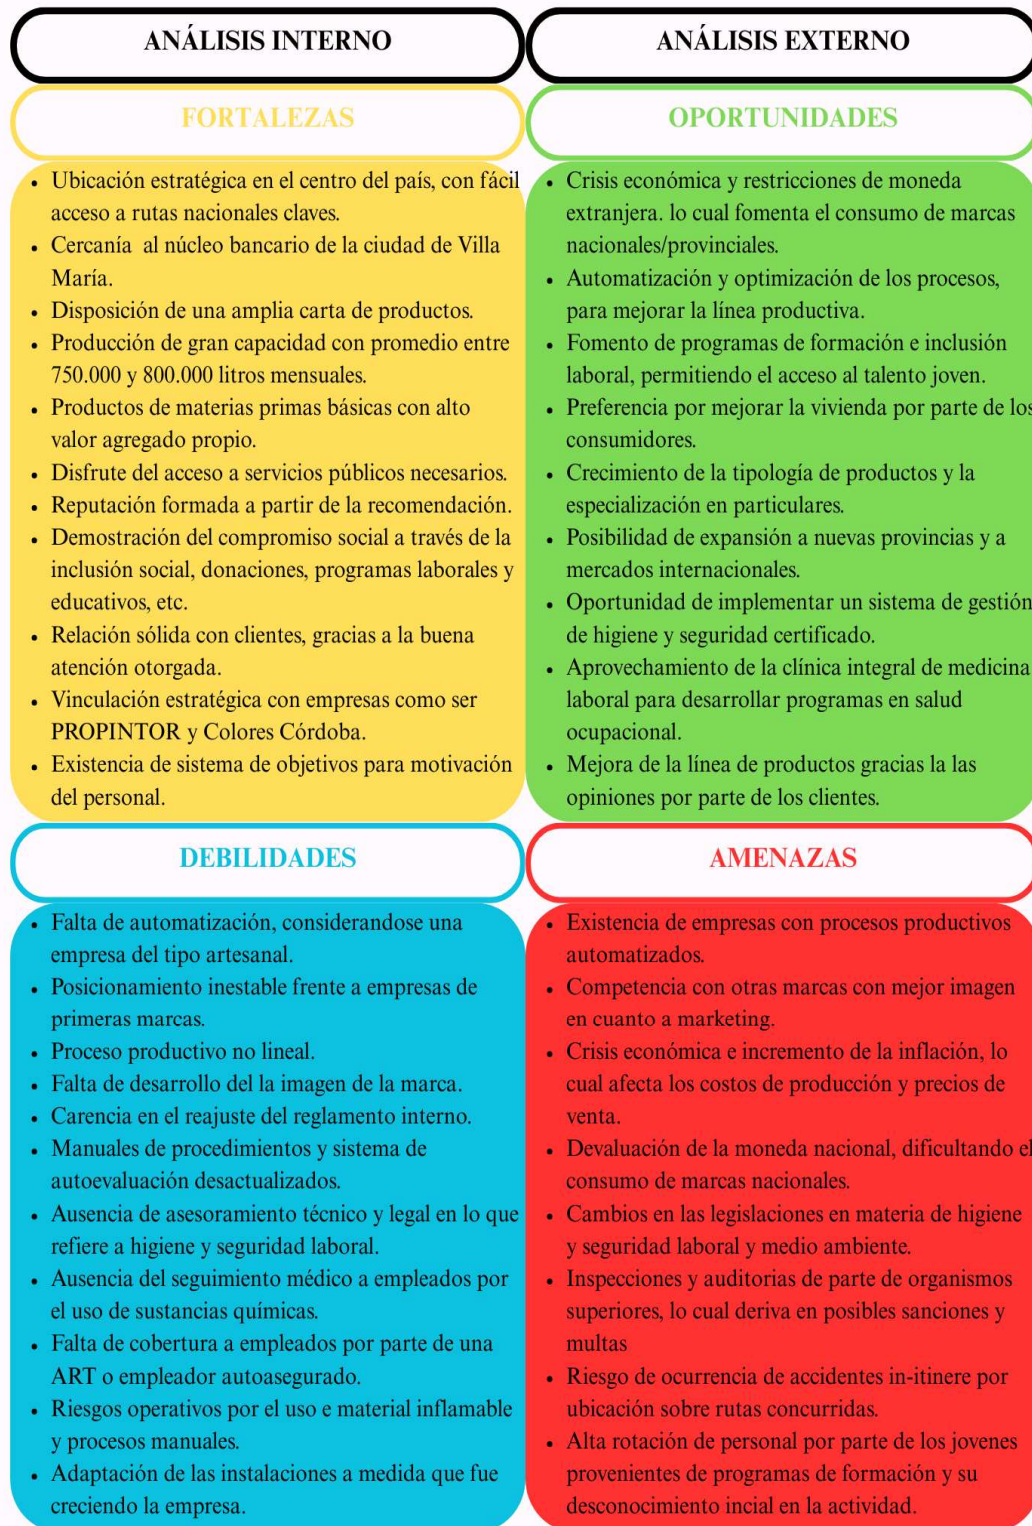 ANÁLISIS INTERNO
FORTALEZAS
• Ubicación estratégica en el centro del país, con fácil
acceso a rutas nacionales claves.
• Cercanía al núcleo bancario de la ciudad de Villa
María.
• Disposición de una amplia carta de productos.
• Producción de gran capacidad con promedio entre
750.000 y 800.000 litros mensuales.
• Productos de materias primas básicas con alto
valor agregado propio.
• Disfrute del acceso a servicios públicos necesarios.
• Reputación formada a partir de la recomendación.
• Demostración del compromiso social a través de la
inclusión social, donaciones, programas laborales y
educativos, etc.
• Relación sólida con clientes, gracias a la buena
atención otorgada.
• Vinculación estratégica con empresas como ser
PROPINTOR y Colores Córdoba.
• Existencia de sistema de objetivos para motivación
del personal.
ANÁLISIS EXTERNO
OPORTUNIDADES
• Crisis económica y restricciones de moneda
extranjera. lo cual fomenta el consumo de marcas
nacionales/provinciales.
• Automatización y optimización de los procesos,
para mejorar la línea productiva.
• Fomento de programas de formación e inclusión
laboral, permitiendo el acceso al talento joven.
• Preferencia por mejorar la vivienda por parte de los
consumidores.
• Crecimiento de la tipología de productos y la
especialización en particulares.
• Posibilidad de expansión a nuevas provincias y a
mercados internacionales.
• Oportunidad de implementar un sistema de gestión
de higiene y seguridad certificado.
• Aprovechamiento de la clínica integral de medicina
laboral para desarrollar programas en salud
ocupacional.
• Mejora de la línea de productos gracias la las
opiniones por parte de los clientes.
DEBILIDADES
• Falta de automatización, considerandose una
empresa del tipo artesanal.
• Posicionamiento inestable frente a empresas de
primeras marcas.
• Proceso productivo no lineal.
• Falta de desarrollo del la imagen de la marca.
• Carencia en el reajuste del reglamento interno.
• Manuales de procedimientos y sistema de
autoevaluación desactualizados.
• Ausencia de asesoramiento técnico y legal en lo que
refiere a higiene y seguridad laboral.
• Ausencia del seguimiento médico a empleados por
el uso de sustancias químicas.
• Falta de cobertura a empleados por parte de una
ART o empleador autoasegurado.
• Riesgos operativos por el uso e material inflamable
y procesos manuales.
• Adaptación de las instalaciones a medida que fue
creciendo la empresa.
AMENAZAS
• Existencia de empresas con procesos productivos
automatizados.
• Competencia con otras marcas con mejor imagen
en cuanto a marketing.
• Crisis económica e incremento de la inflación, lo
cual afecta los costos de producción y precios de
venta.
• Devaluación de la moneda nacional, dificultando el
consumo de marcas nacionales.
• Cambios en las legislaciones en materia de higiene
y seguridad laboral y medio ambiente.
• Inspecciones y auditorias de parte de organismos
superiores, lo cual deriva en posibles sanciones y
multas
• Riesgo de ocurrencia de accidentes in-itinere por
ubicación sobre rutas concurridas.
• Alta rotación de personal por parte de los jovenes
provenientes de programas de formación y su
desconocimiento incial en la actividad.